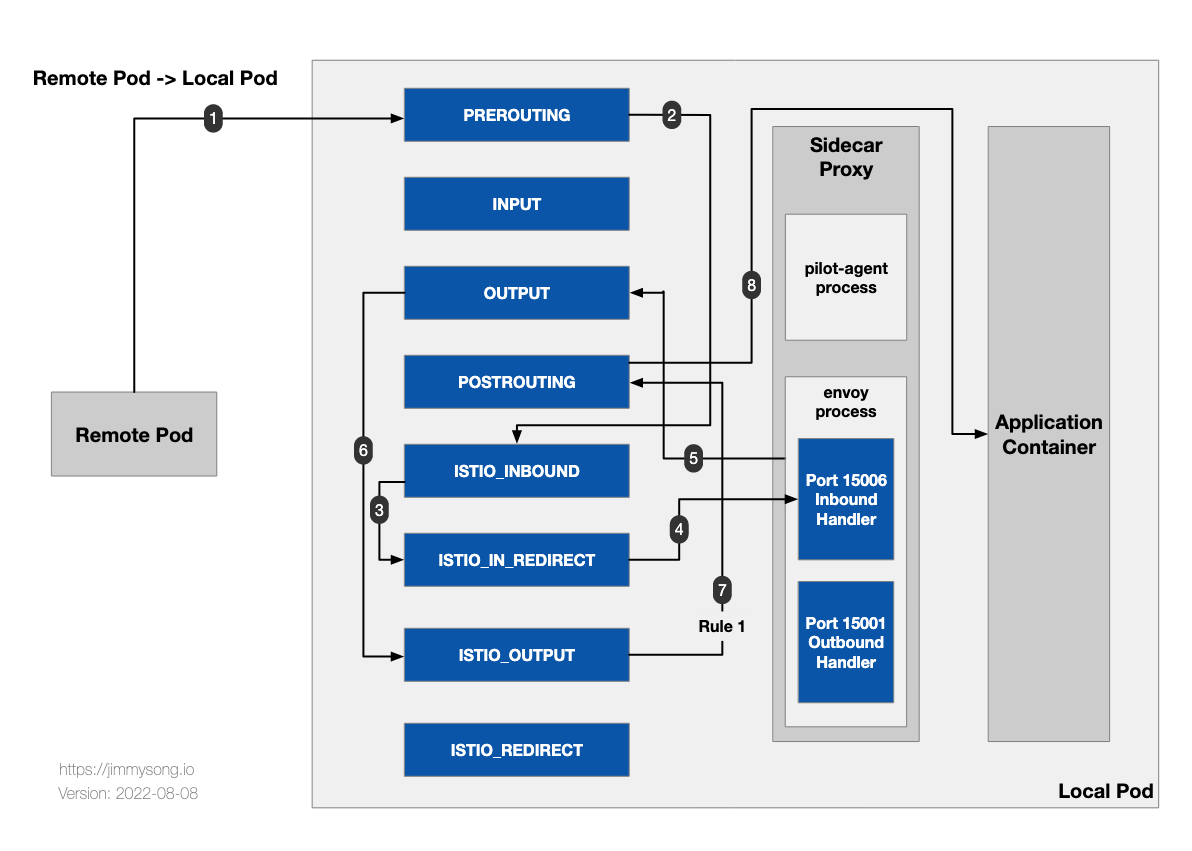 Remote Pod -> Local Pod
1
PREROUTING
2
Sidecar
Proxy
INPUT
pilot-agent
process
OUTPUT
8
POSTROUTING
envoy
process
Remote Pod
Application
Container
6
5
ISTIO_INBOUND
3
Port 15006
Inbound
Handler
4
ISTIO_IN_REDIRECT
7
Rule 1
ISTIO_OUTPUT
Port 15001
Outbound
Handler
ISTIO_REDIRECT
https://jimmysong.io
Version: 2022-08-08
Local Pod